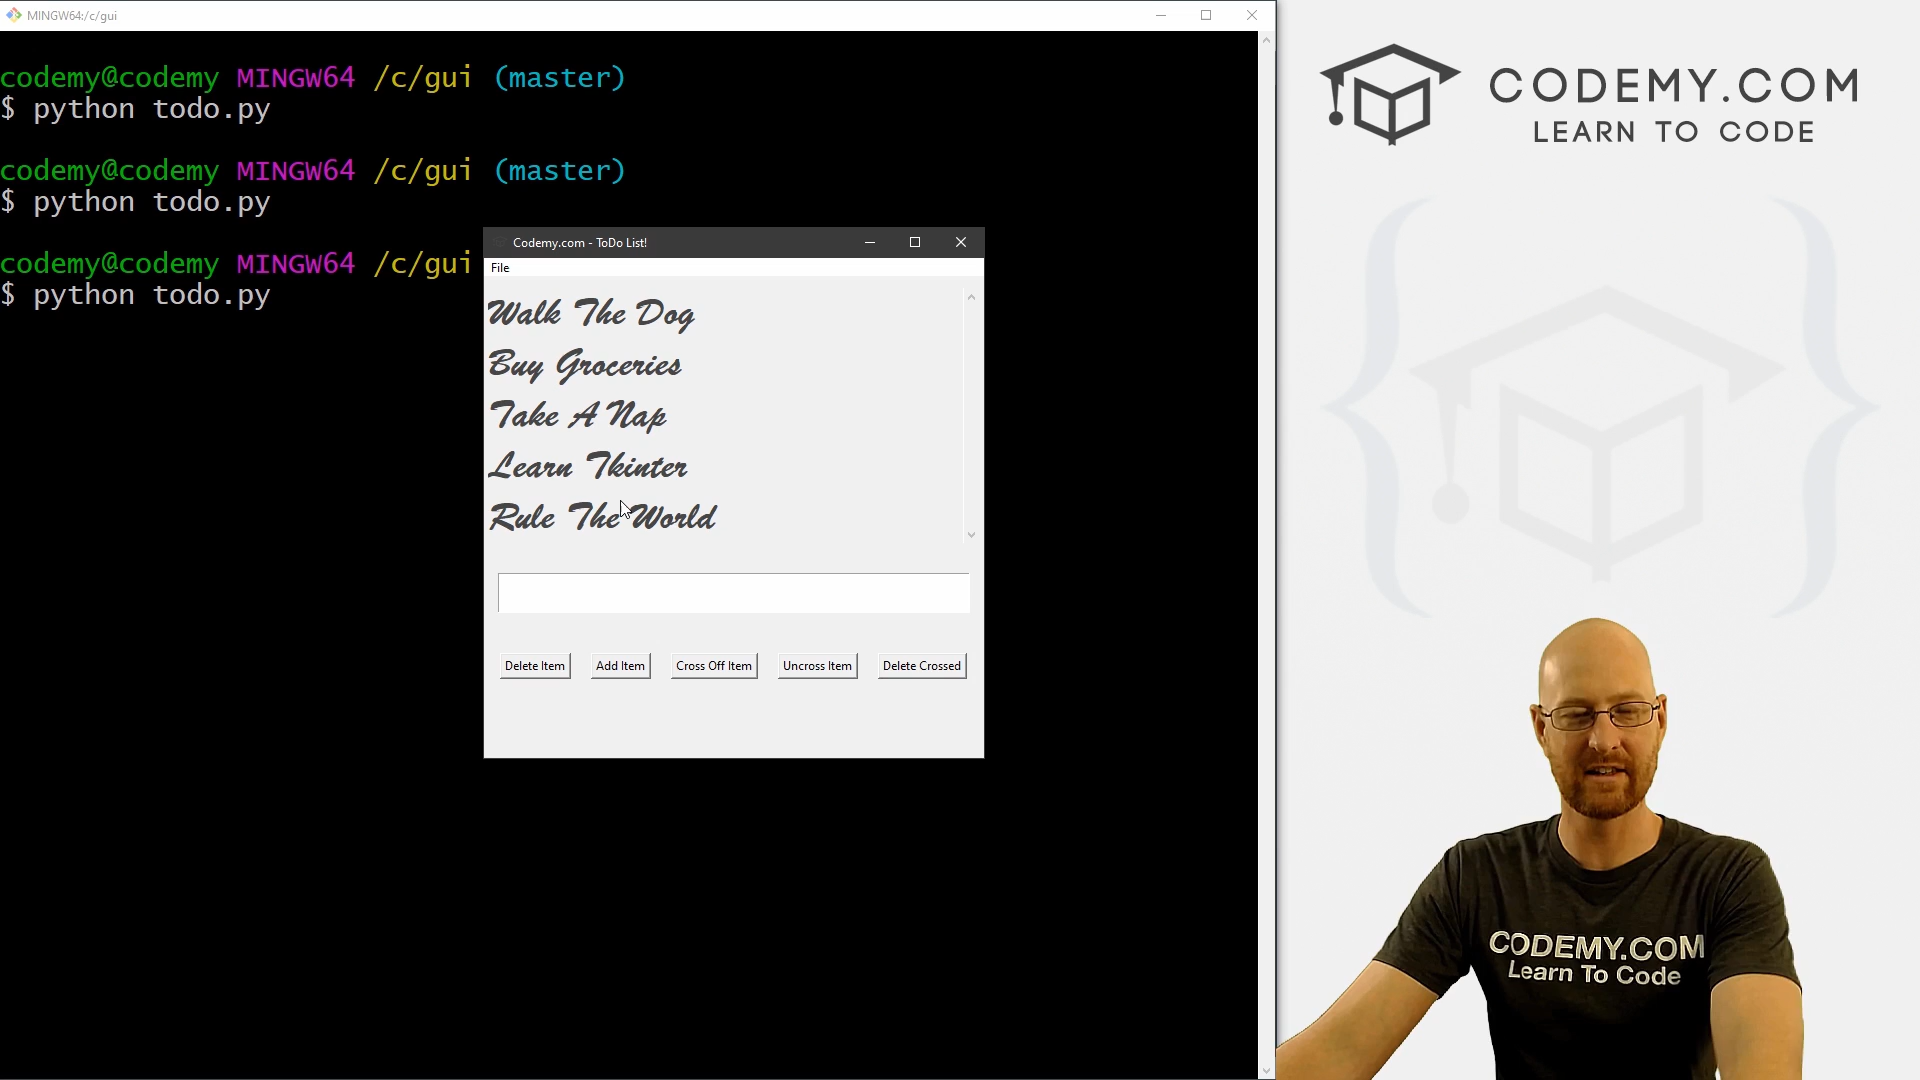 MINGW64:/c/gui
codemy@codemy MINGW64 /c/gui (master)
$ python todo.py
codemy@codemy MINGW64 /c/gui (master)
$ python todo.py
codemy@codemy MINGW64 /c/gui
$ python todo.py
Codemy.com - ToDo List!
File
Walk The Dog
Buy Groceries
Take A Nap
Learn Tkinter
Rule The World
Delete Item
Add Item
Cross Off Item
Uncross Item
Delete Crossed
CODEMY.COM
LEARN TO CODE
CODEMY.COM
Learn To Code